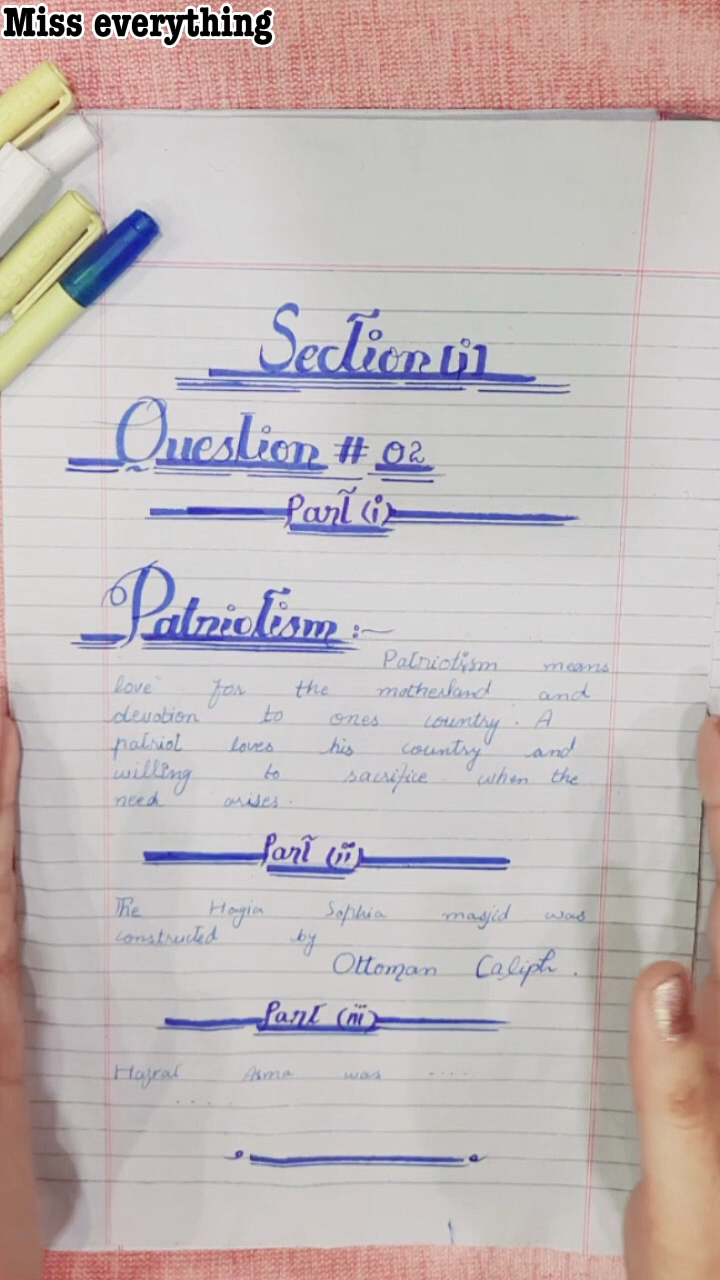 Miss everything
Section (i)
Question # 02
Part (i)
Patriotism :-
Patriotism means
love for the motherland and
devotion to ones country. A
patriot loves his country and
willing to sacrifice when the
need arises.
Part (ii)
The Hagia Sophia masjid was
constructed by
Ottoman Caliph.
Part (iii)
Hazrat Asma was ....
....